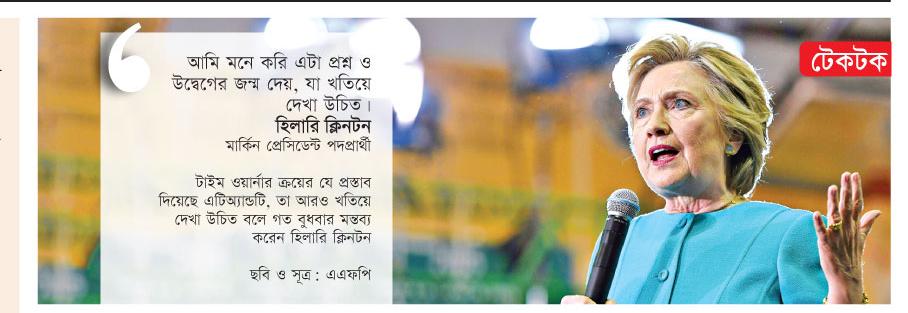 টেকটক
আমি মনে করি এটা প্রশ্ন ও
উদ্বেগের জন্ম দেয়, যা খতিয়ে
দেখা উচিত।
হিলারি ক্লিনটন
মার্কিন প্রেসিডেন্ট পদপ্রার্থী
টাইম ওয়ার্নার ক্রয়ের যে প্রস্তাব
দিয়েছে এটিঅ্যান্ডটি, তা আরও খতিয়ে
দেখা উচিত বলে গত বুধবার মন্তব্য
করেন হিলারি ক্লিনটন
ছবি ও সূত্র : এএফপি